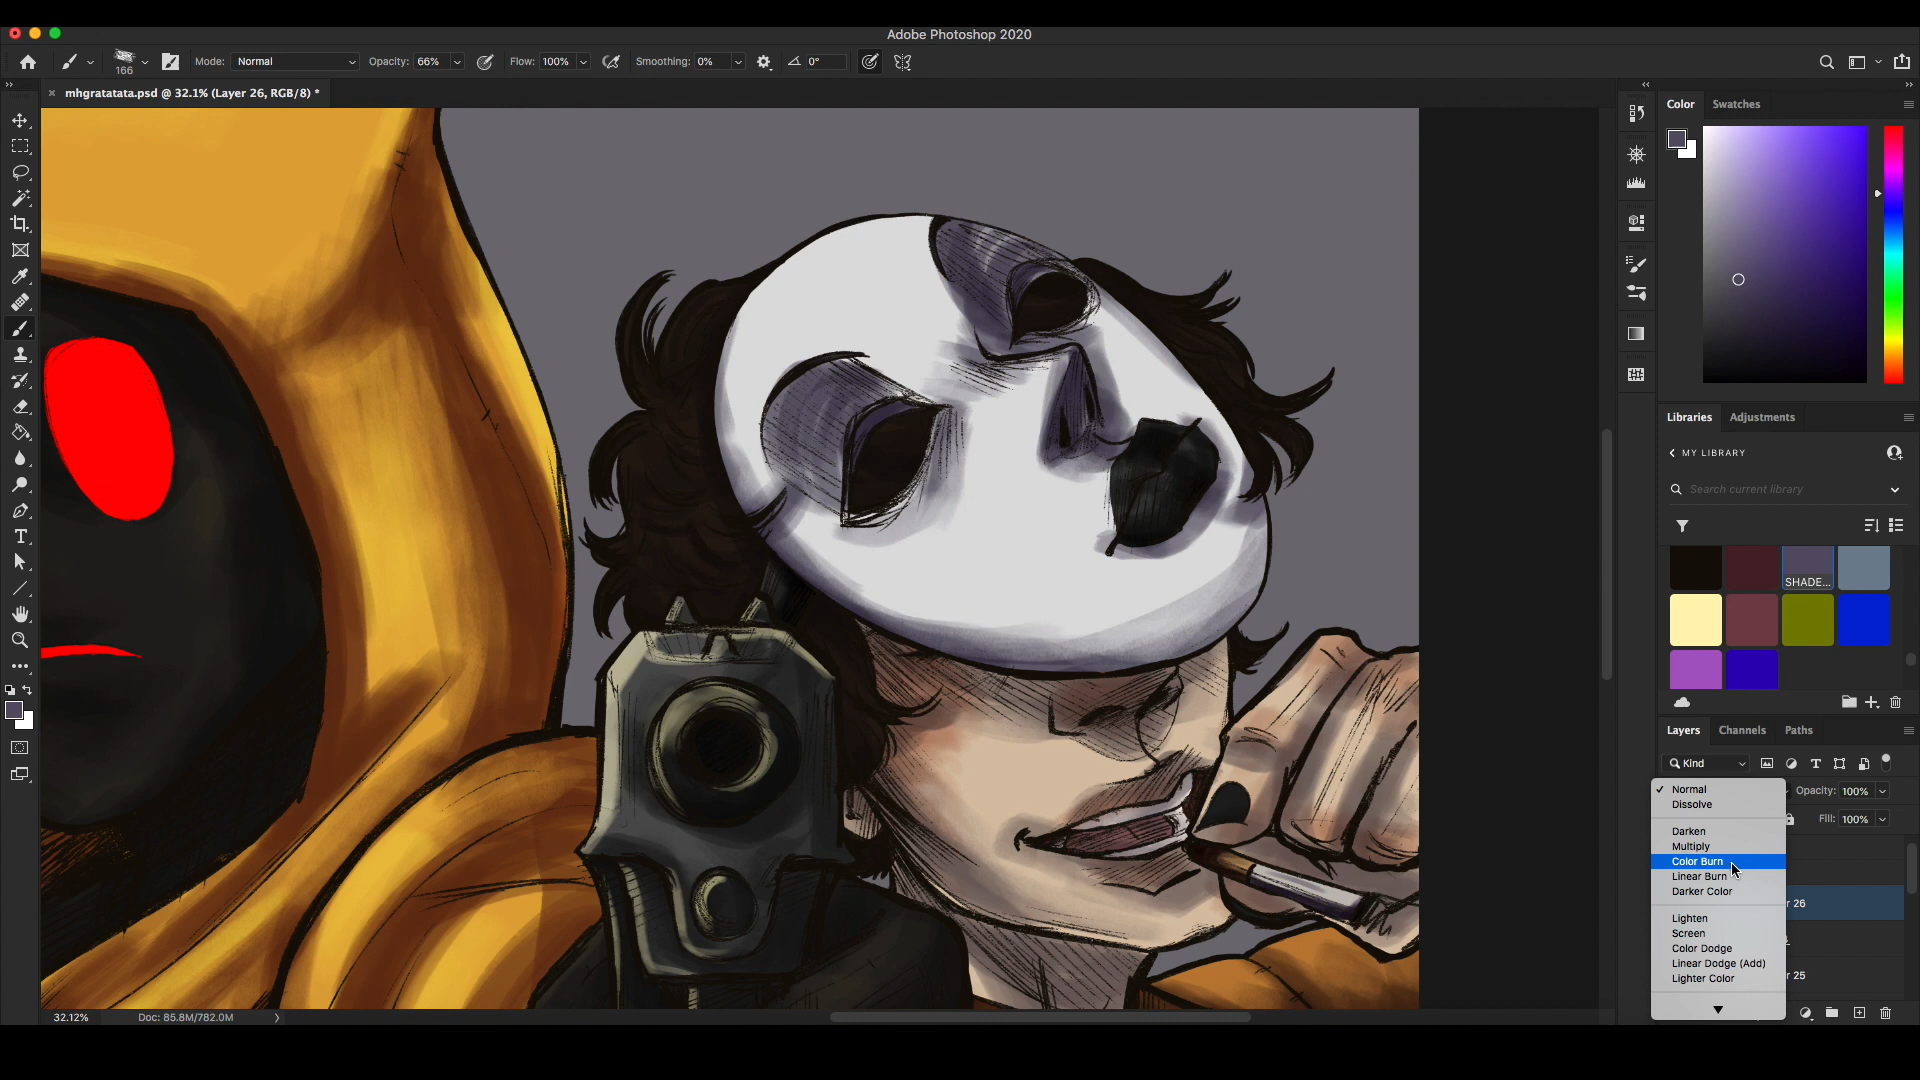 Adobe Photoshop 2020
166
Mode: Normal
Opacity: 66%
Flow: 100%
Smoothing: 0%
0°
mhgratatata.psd @ 32.1% (Layer 26, RGB/8) *
Color
Swatches
Libraries
Adjustments
MY LIBRARY
Search current library
SHADE...
Layers
Channels
Paths
Kind
Normal
Opacity: 100%
Dissolve
Fill: 100%
Darken
Multiply
Color Burn
Linear Burn
Darker Color
r 26
Lighten
Screen
Color Dodge
Linear Dodge (Add)
r 25
Lighter Color
32.12%
Doc: 85.8M/782.0M